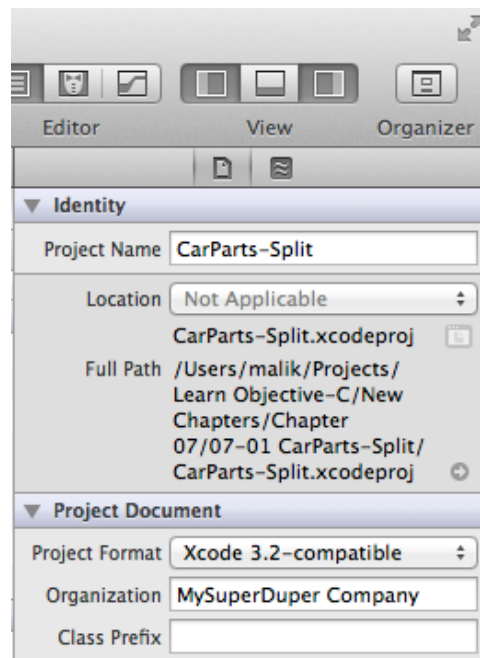 Editor View Organizer
Identity
Project Name CarParts-Split
Location Not Applicable
CarParts-Split.xcodeproj
Full Path /Users/malik/Projects/
Learn Objective-C/New
Chapters/Chapter
07/07-01 CarParts-Split/
CarParts-Split.xcodeproj
Project Document
Project Format Xcode 3.2-compatible
Organization MySuperDuper Company
Class Prefix